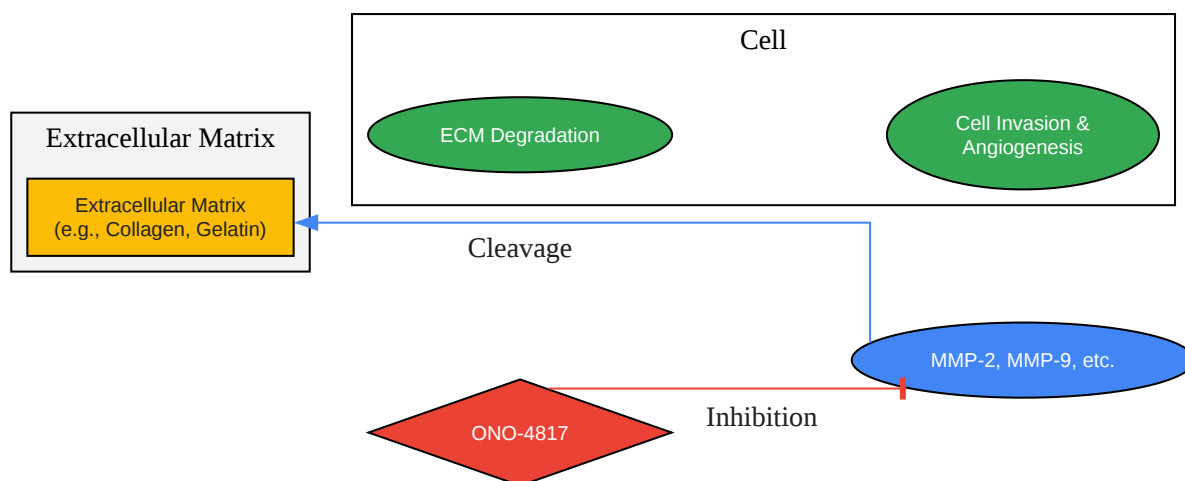 Cell
ECM Degradation
Cell Invasion &
Angiogenesis
Extracellular Matrix
Extracellular Matrix
(e.g., Collagen, Gelatin)
Cleavage
MMP-2, MMP-9, etc.
Inhibition
ONO-4817